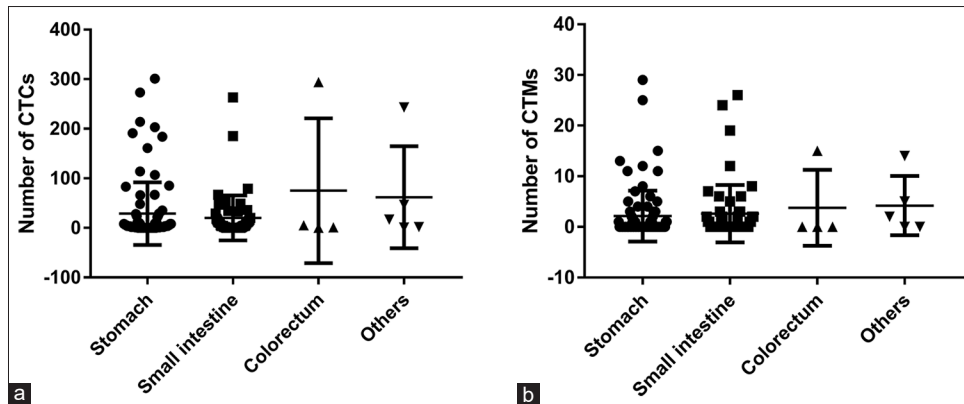 400
300
200
100
0
-100
Number of CTCs
Stomach
Small intestine
Colorectum
Others
a
40
30
20
10
0
-10
Number of CTMs
Stomach
Small intestine
Colorectum
Others
b